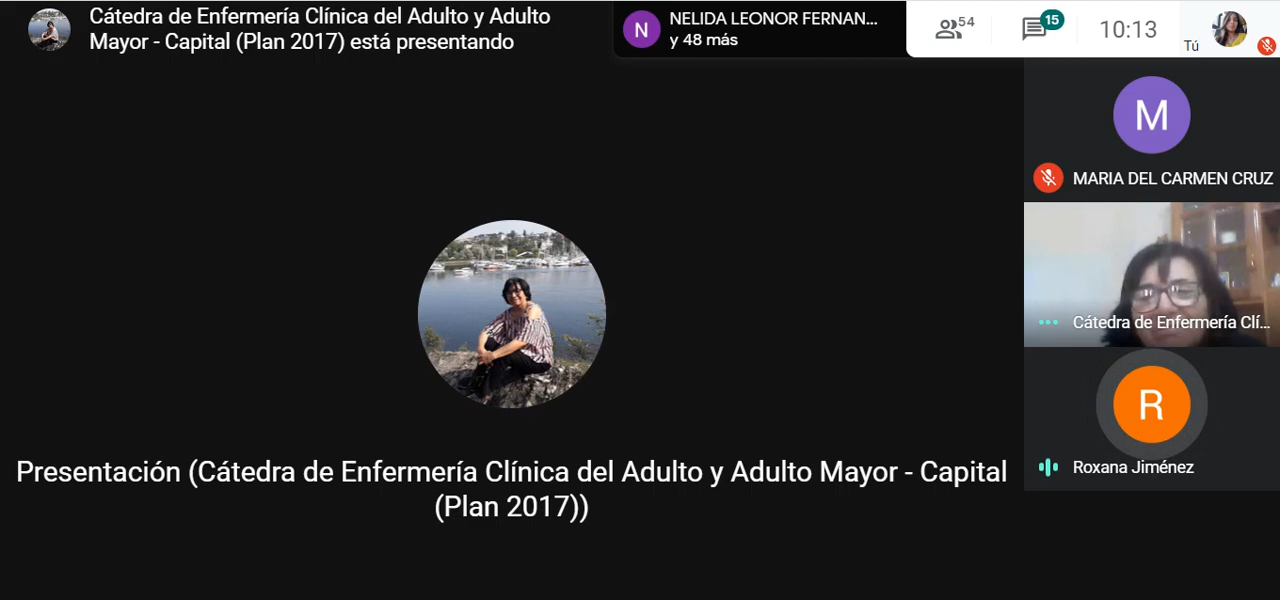 Cátedra de Enfermería Clínica del Adulto y Adulto
Mayor - Capital (Plan 2017) está presentando
N
NELIDA LEONOR FERNAN...
y 48 más
54
15
10:13
Tú
M
MARIA DEL CARMEN CRUZ
Cátedra de Enfermería Clí...
R
Roxana Jiménez
Presentación (Cátedra de Enfermería Clínica del Adulto y Adulto Mayor - Capital
(Plan 2017))